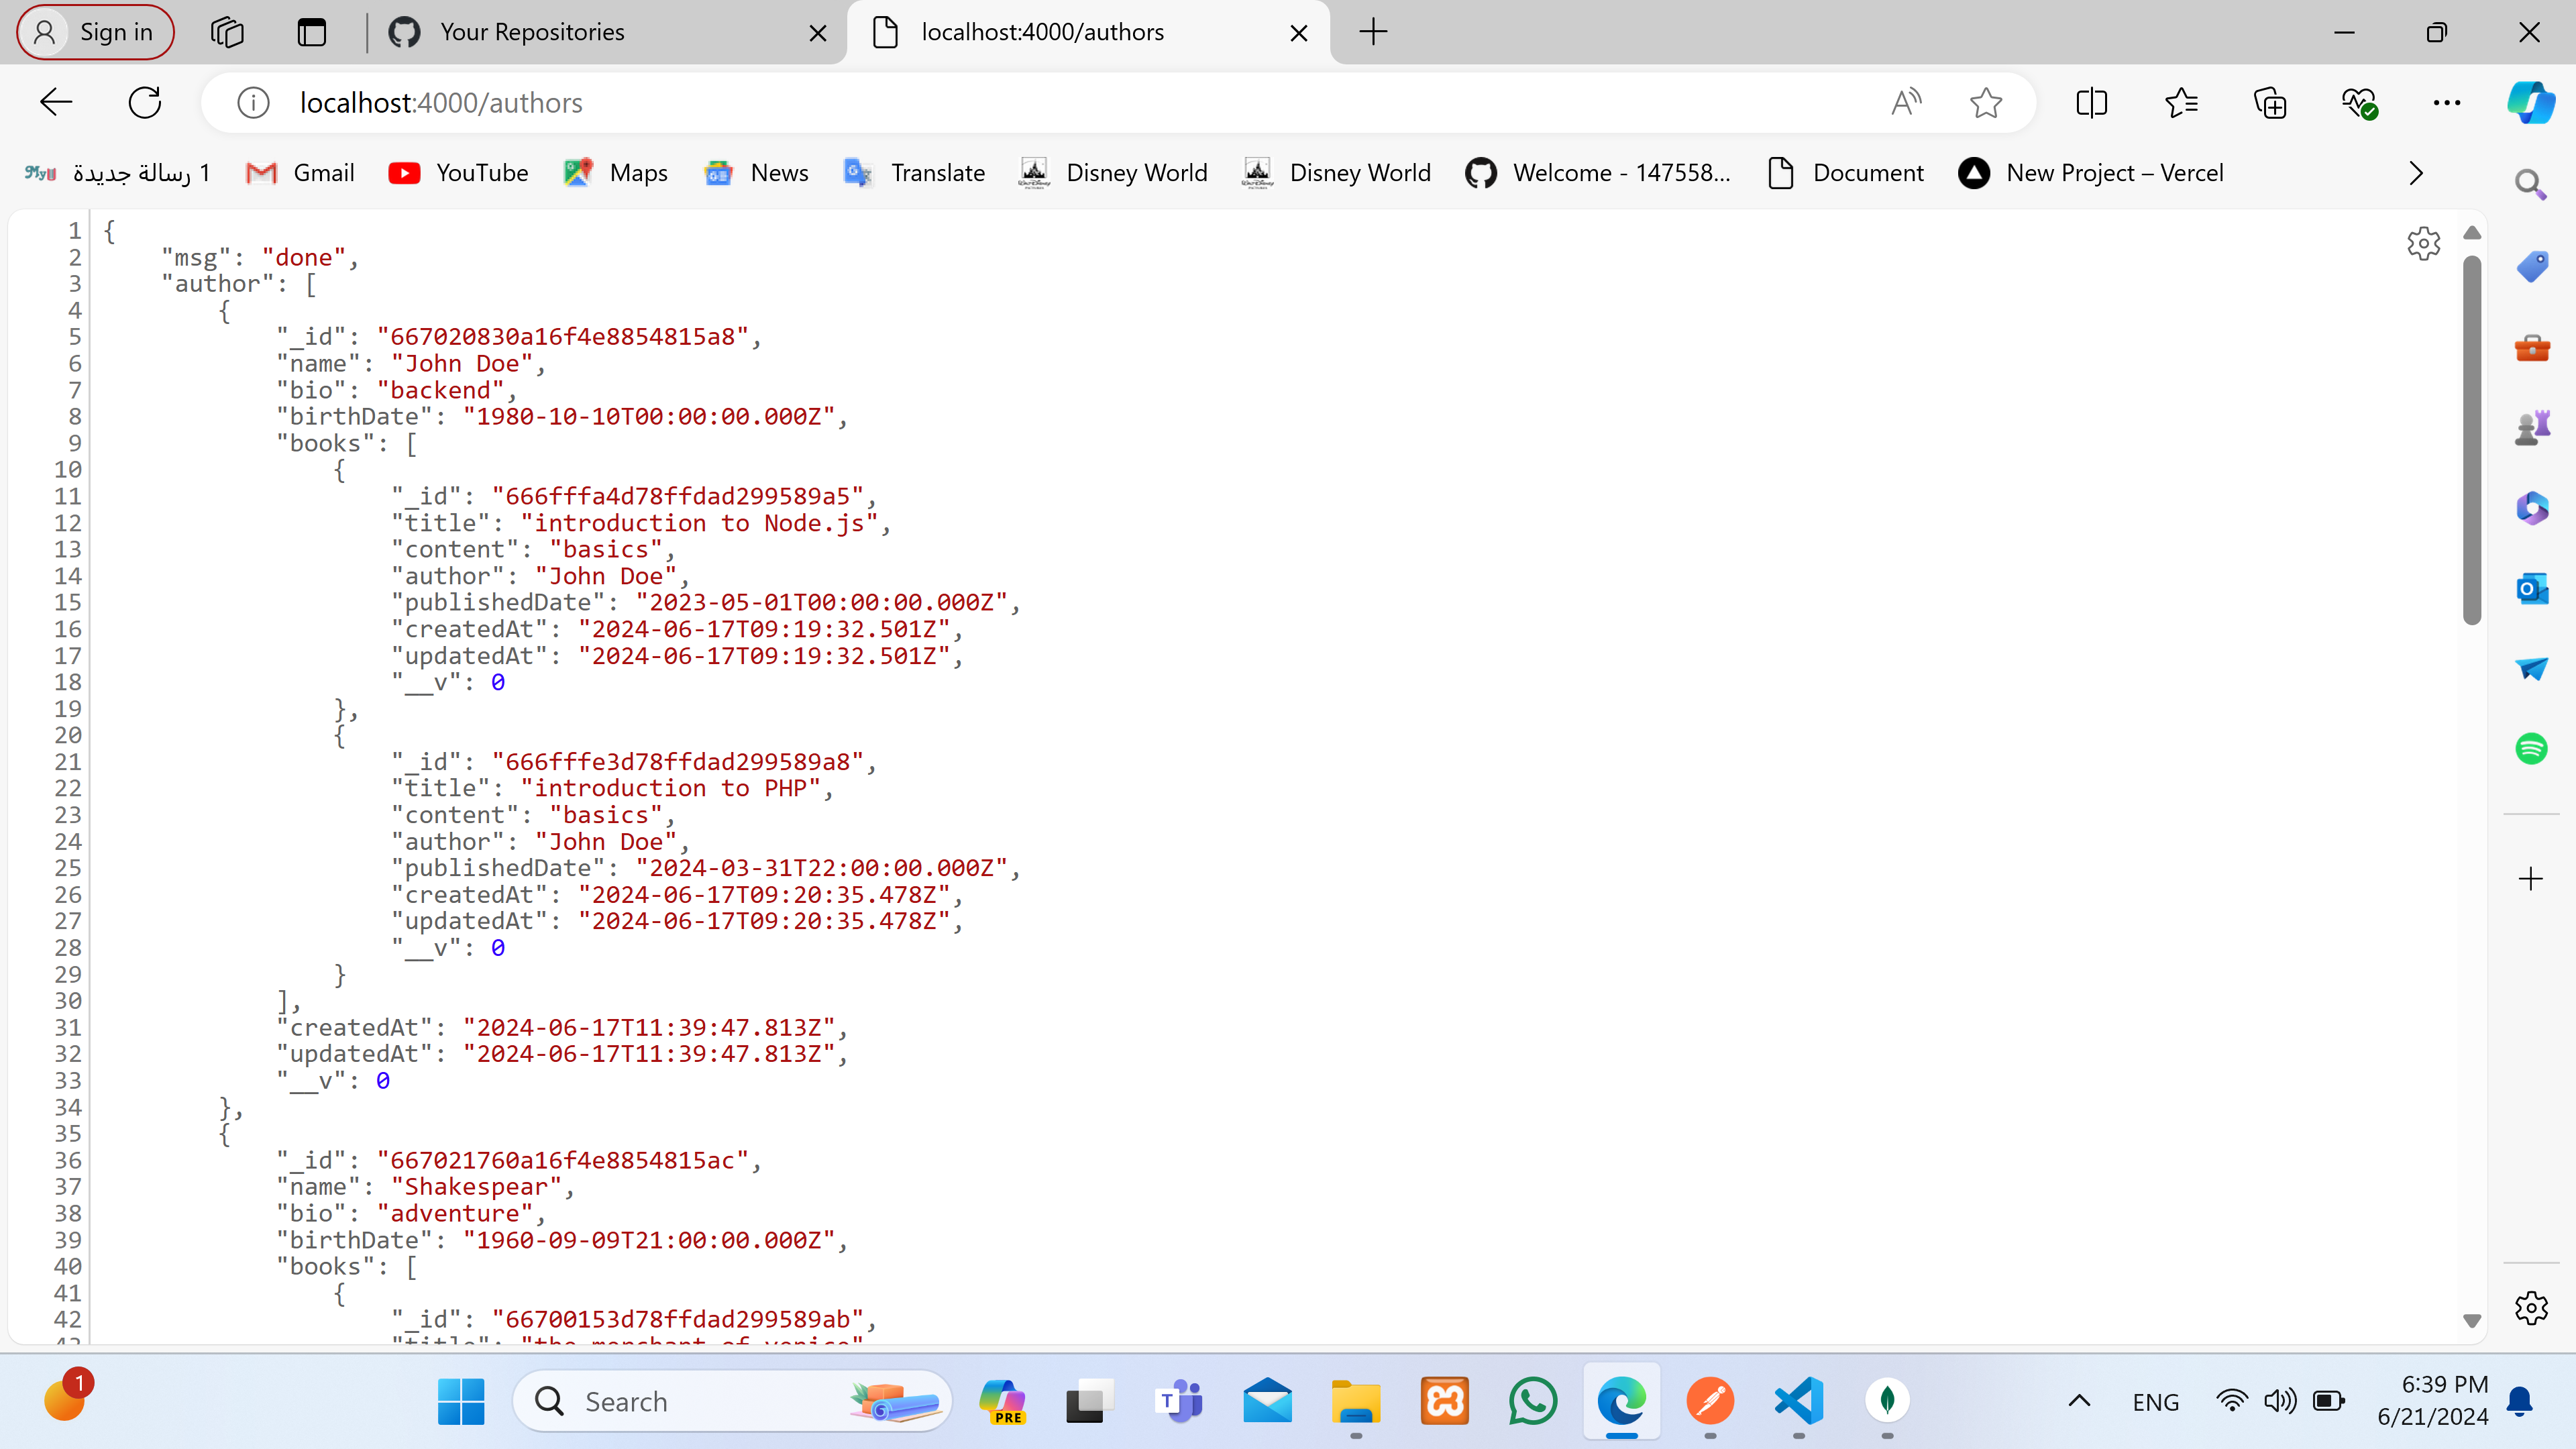 Sign in
Your Repositories
localhost:4000/authors
localhost:4000/authors
1 رسالة جديدة
Gmail
YouTube
Maps
News
Translate
Disney World
Disney World
Welcome - 147558...
Document
New Project – Vercel
1 {
2 "msg": "done",
3 "author": [
4 {
5 "_id": "667020830a16f4e8854815a8",
6 "name": "John Doe",
7 "bio": "backend",
8 "birthDate": "1980-10-10T00:00:00.000Z",
9 "books": [
10 {
11 "_id": "666fffa4d78ffdad299589a5",
12 "title": "introduction to Node.js",
13 "content": "basics",
14 "author": "John Doe",
15 "publishedDate": "2023-05-01T00:00:00.000Z",
16 "createdAt": "2024-06-17T09:19:32.501Z",
17 "updatedAt": "2024-06-17T09:19:32.501Z",
18 "__v": 0
19 },
20 {
21 "_id": "666fffe3d78ffdad299589a8",
22 "title": "introduction to PHP",
23 "content": "basics",
24 "author": "John Doe",
25 "publishedDate": "2024-03-31T22:00:00.000Z",
26 "createdAt": "2024-06-17T09:20:35.478Z",
27 "updatedAt": "2024-06-17T09:20:35.478Z",
28 "__v": 0
29 }
30 ],
31 "createdAt": "2024-06-17T11:39:47.813Z",
32 "updatedAt": "2024-06-17T11:39:47.813Z",
33 "__v": 0
34 },
35 {
36 "_id": "667021760a16f4e8854815ac",
37 "name": "Shakespear",
38 "bio": "adventure",
39 "birthDate": "1960-09-09T21:00:00.000Z",
40 "books": [
41 {
42 "_id": "66700153d78ffdad299589ab",
43 "title": "the merchant of venice"
1
Search
PRE
ENG
6:39 PM
6/21/2024